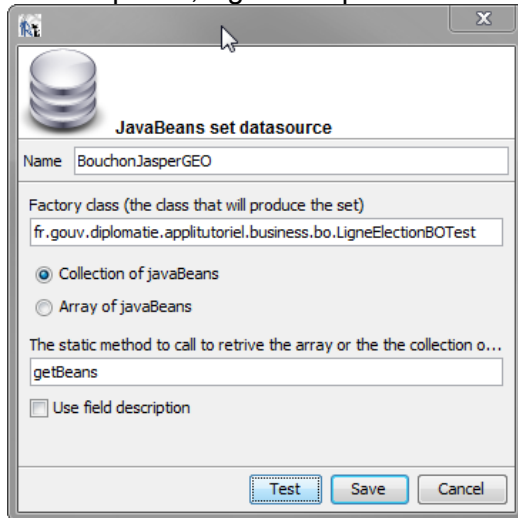 JavaBeans set datasource
Name BouchonJasperGEO
Factory class (the class that will produce the set)
fr.gouv.diplomatie.applitutoriel.business.bo.LigneElectionBOTest
Collection of javaBeans
Array of javaBeans
The static method to call to retrive the array or the the collection o...
getBeans
Use field description
Test Save Cancel